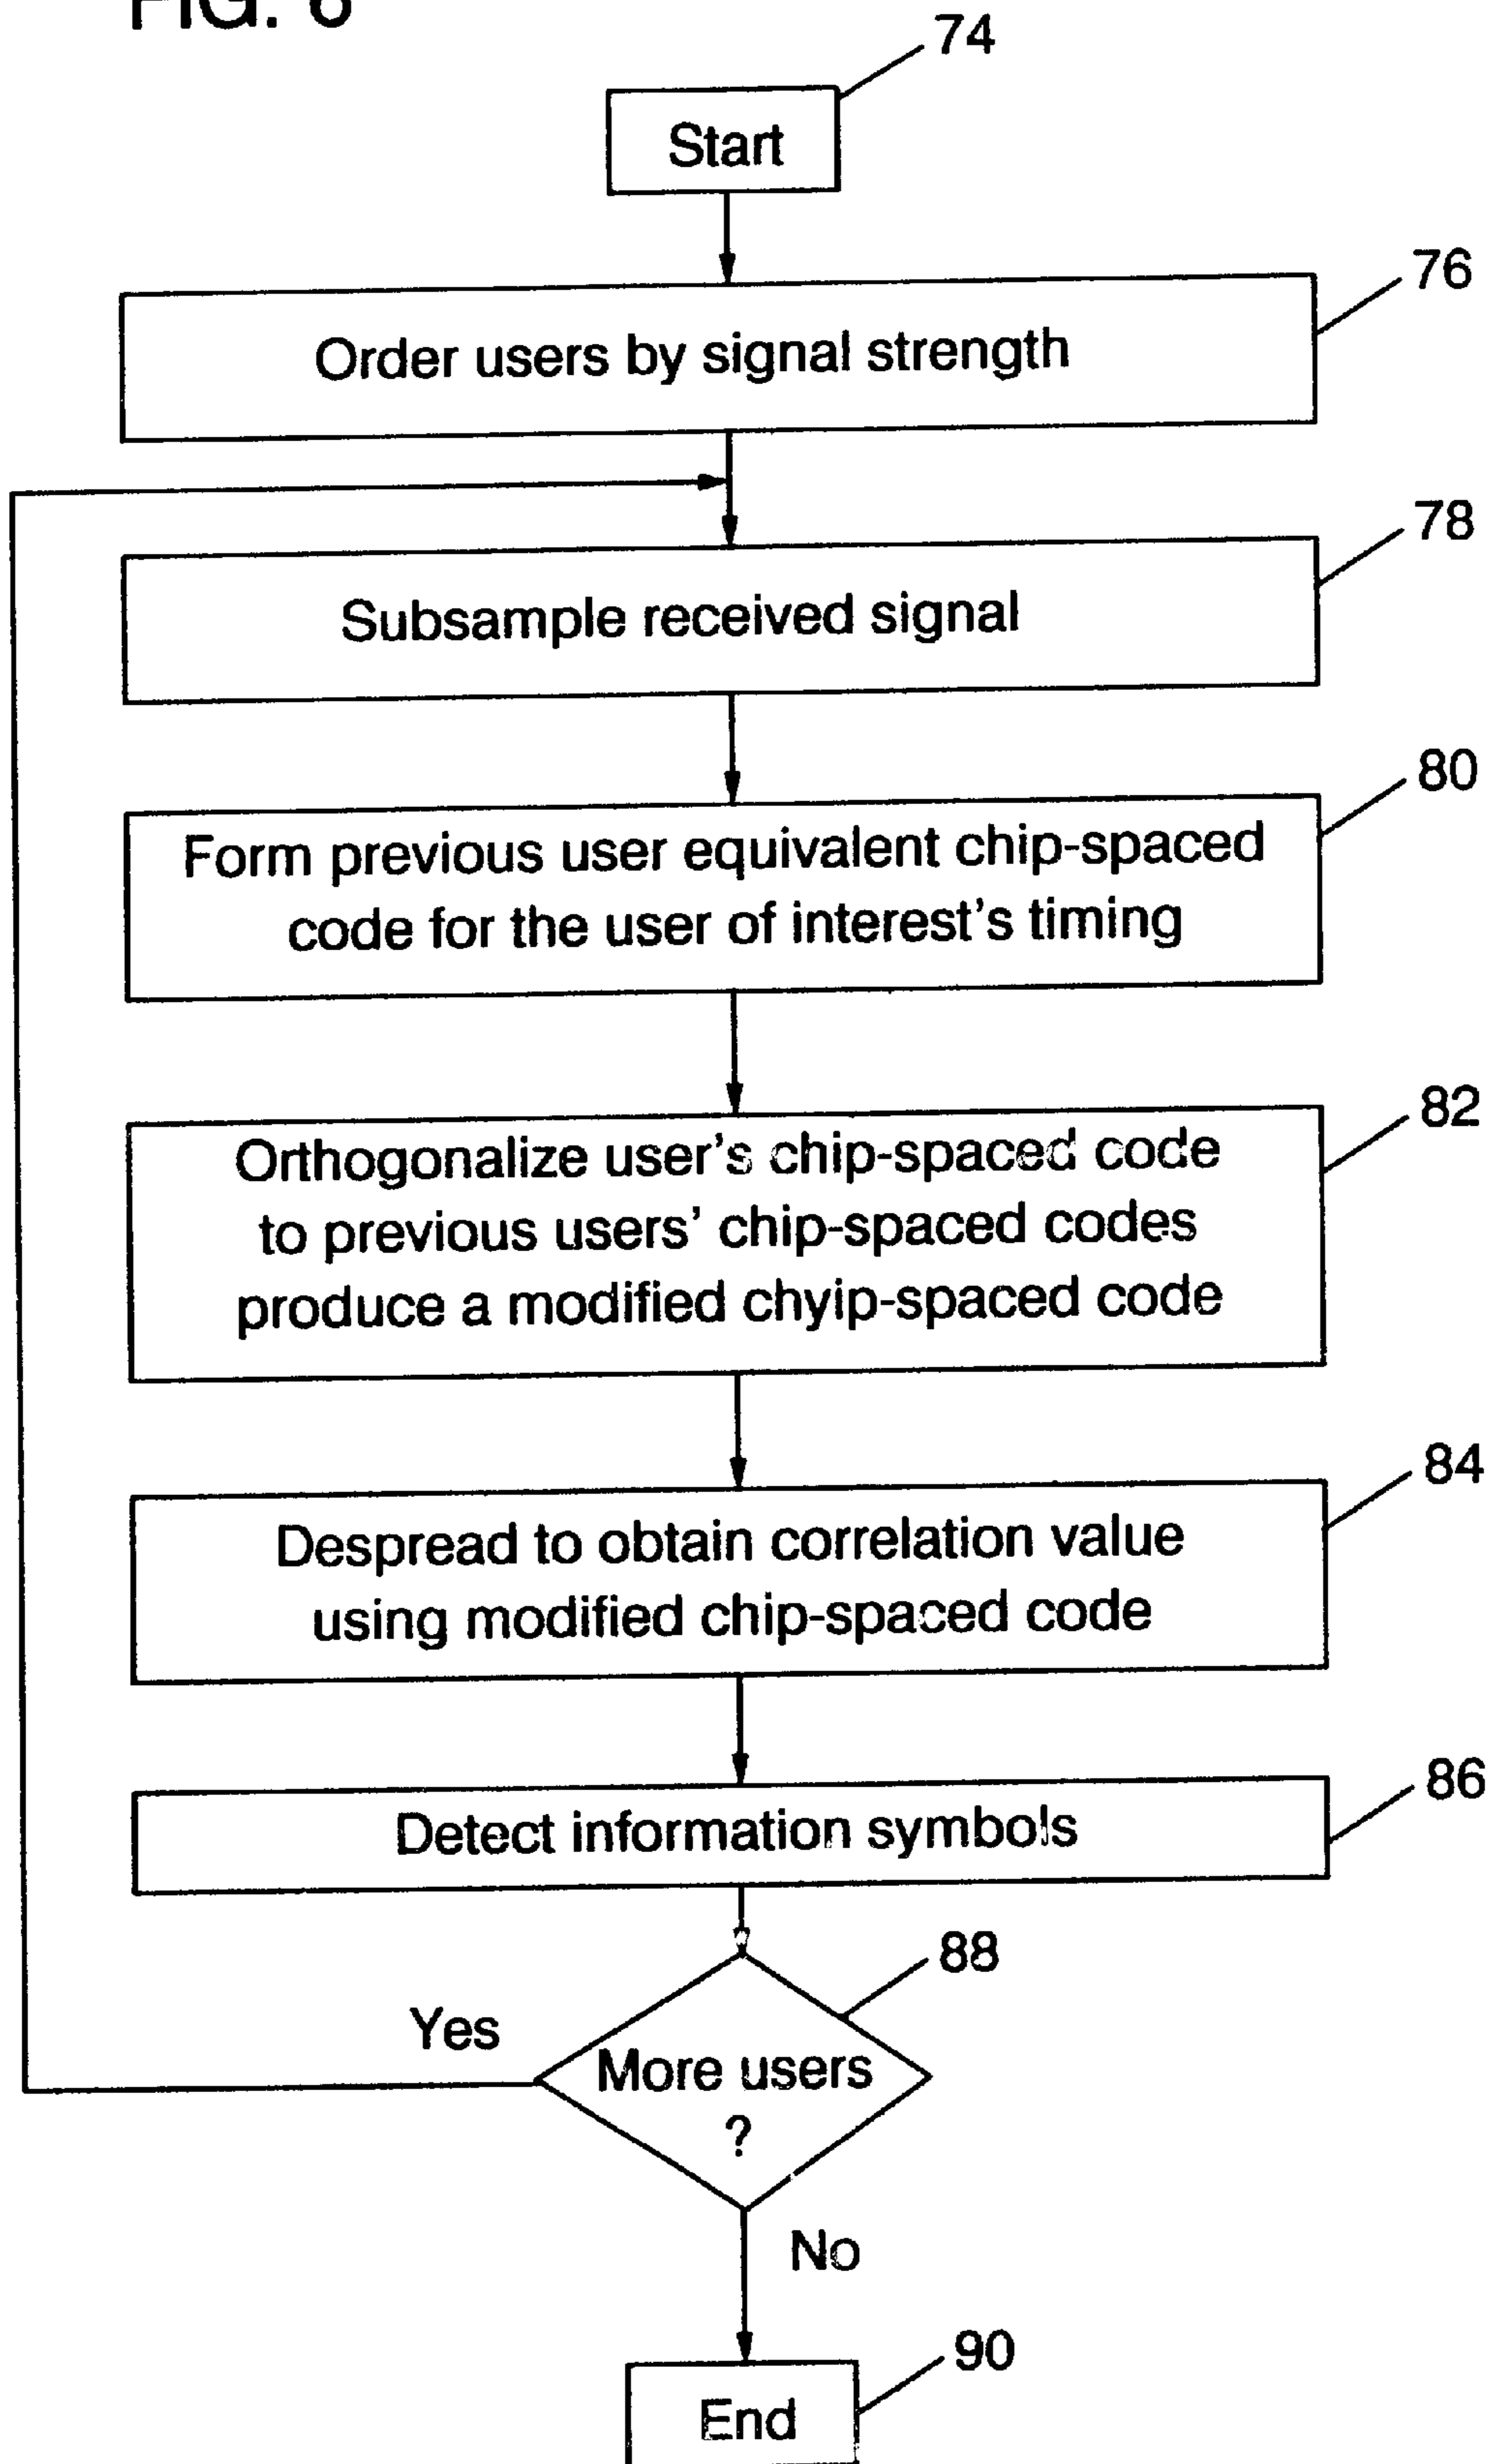 FIG.
74
Start
76
Order users by signal strength
78
Subsample received signal
80
Form previous user equivalent chip-spaced
code for the user of interest's timing
82
Orthogonalize user's chip-spaced code
to previous users' chip-spaced codes
produce a modified chyip-spaced code
84
Despread to obtain correlation value
using modified chip-spaced code
86
Detect information symbols
88
Yes
More users
?
No
90
End